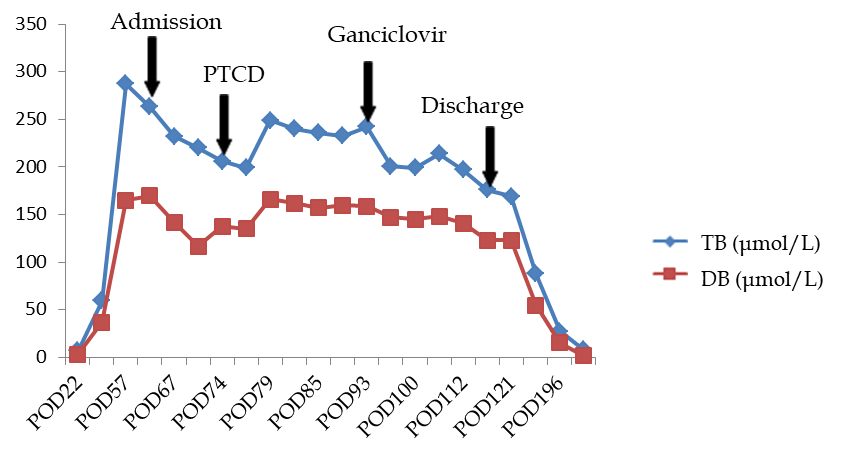 350
300
250
200
150
100
50
0
Admission
PTCD
Ganciclovir
Discharge
POD22
POD57
POD67
POD74
POD79
POD85
POD93
POD100
POD112
POD121
POD196
TB (µmol/L)
DB (µmol/L)